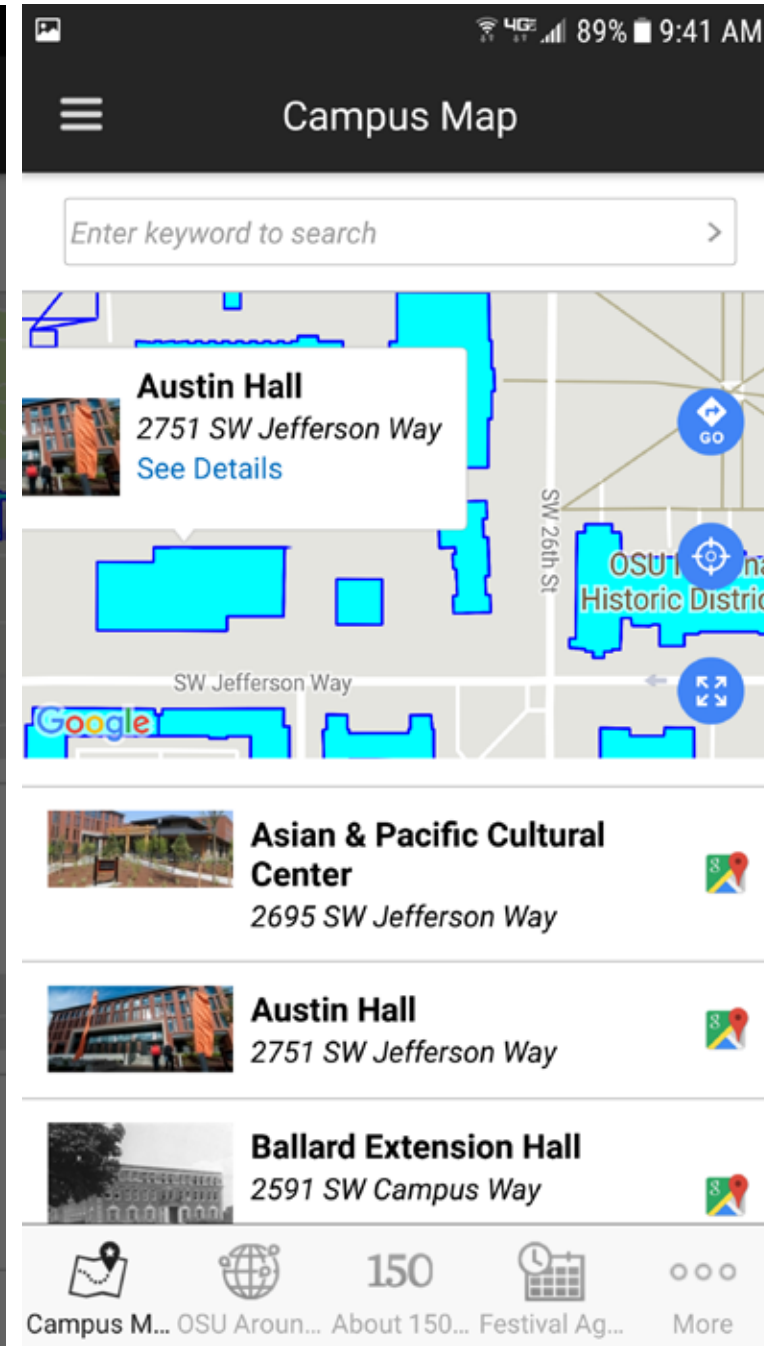 4GE 89% 9:41 AM
Campus Map
Enter keyword to search
Austin Hall
2751 SW Jefferson Way
See Details
GO
SW 26th St
OSU
Historic Distric
SW Jefferson Way
Google
Asian & Pacific Cultural
Center
2695 SW Jefferson Way
Austin Hall
2751 SW Jefferson Way
Ballard Extension Hall
2591 SW Campus Way
Campus M... OSU Aroun... About 150... Festival Ag... More
150